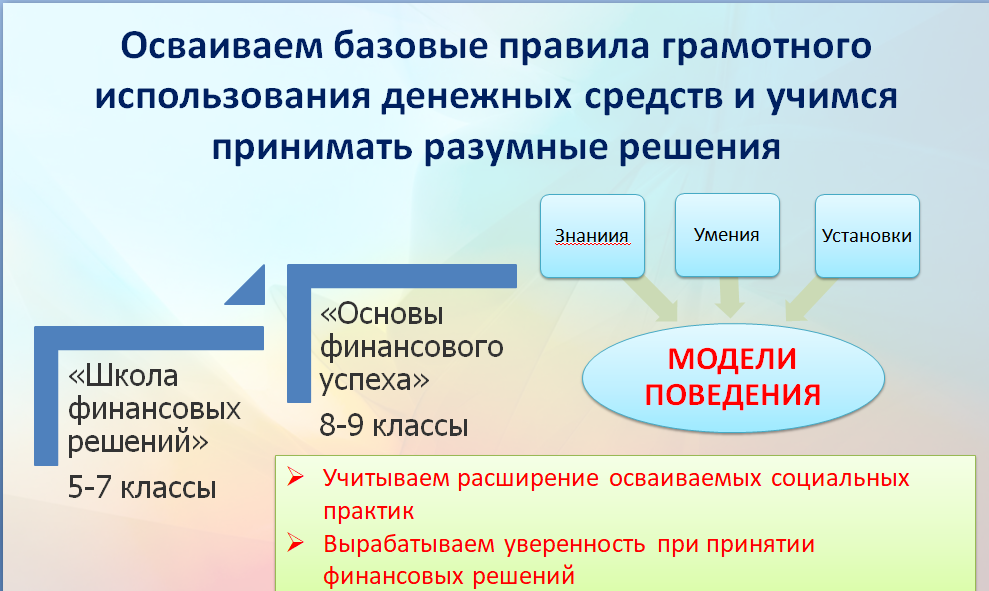 Осваиваем базовые правила грамотного
использования денежных средств и учимся
принимать разумные решения
Знаниия
Умения
Установки
«Школа
финансовых
решений»
5-7 классы
«Основы
финансового
успеха»
8-9 классы
МОДЕЛИ
ПОВЕДЕНИЯ
Учитываем расширение осваиваемых социальных
практик
Вырабатываем уверенность при принятии
финансовых решений